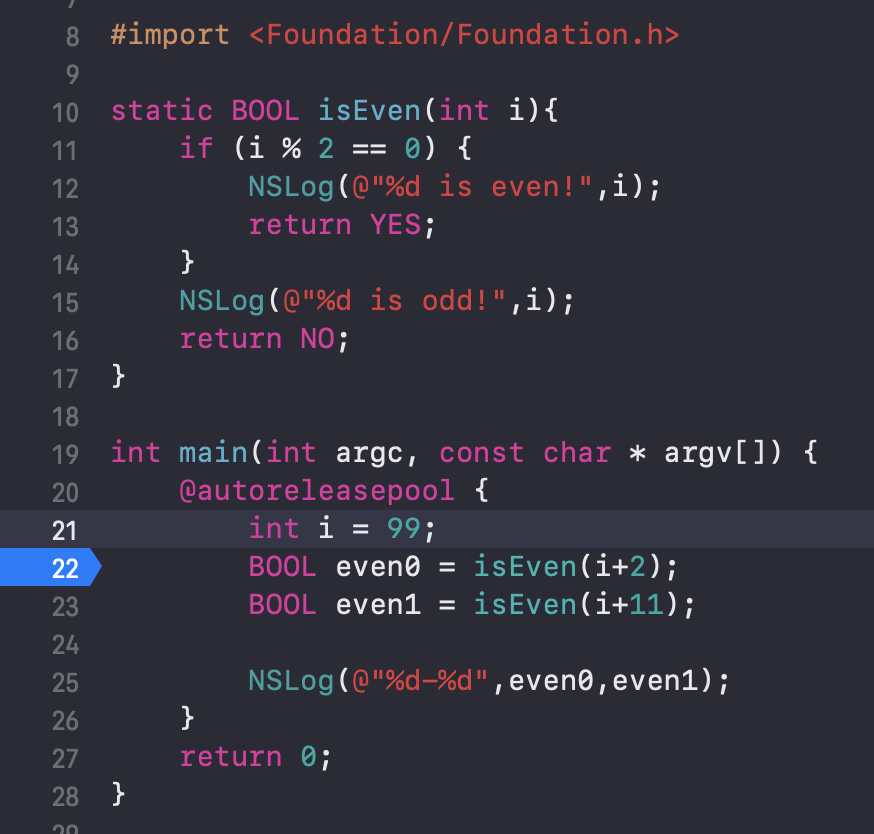 8 #import <Foundation/Foundation.h>
9
10 static BOOL isEven(int i){
11     if (i % 2 == 0) {
12         NSLog(@"%d is even!",i);
13         return YES;
14     }
15     NSLog(@"%d is odd!",i);
16     return NO;
17 }
18
19 int main(int argc, const char * argv[]) {
20     @autoreleasepool {
21         int i = 99;
22         BOOL even0 = isEven(i+2);
23         BOOL even1 = isEven(i+11);
24
25         NSLog(@"%d-%d",even0,even1);
26     }
27     return 0;
28 }